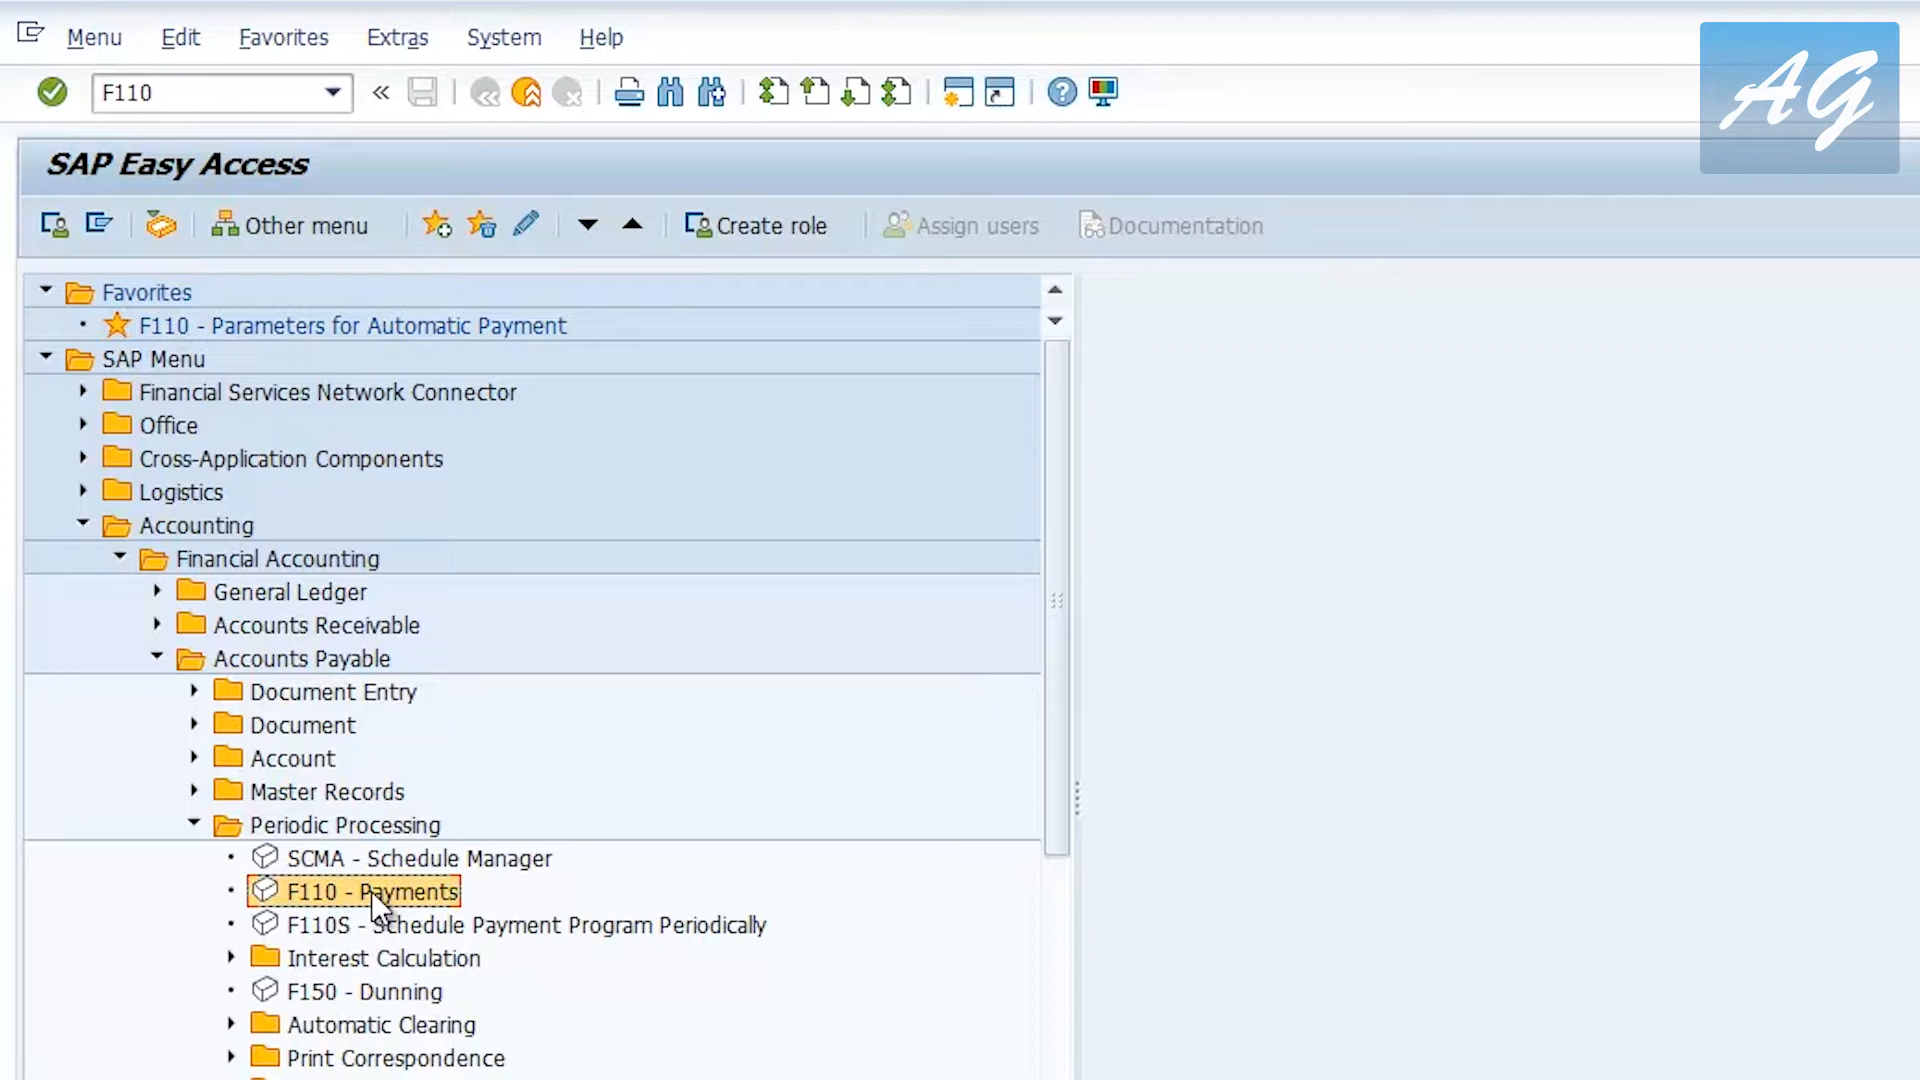 Menu Edit Favorites Extras System Help
AG
F110
SAP Easy Access
Other menu Create role Assign users Documentation
Favorites
F110 - Parameters for Automatic Payment
SAP Menu
Financial Services Network Connector
Office
Cross-Application Components
Logistics
Accounting
Financial Accounting
General Ledger
Accounts Receivable
Accounts Payable
Document Entry
Document
Account
Master Records
Periodic Processing
SCMA - Schedule Manager
F110 - Payments
F110S - Schedule Payment Program Periodically
Interest Calculation
F150 - Dunning
Automatic Clearing
Print Correspondence